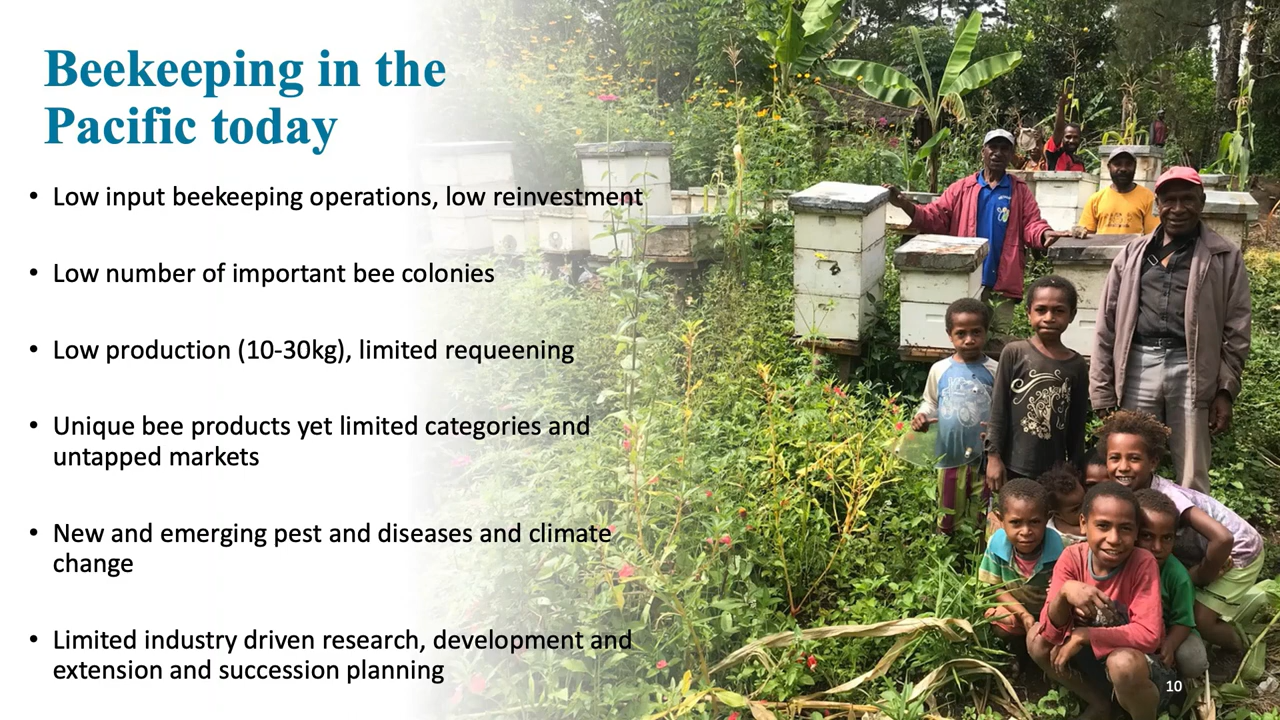 Beekeeping in the
Pacific today
• Low input beekeeping operations, low reinvestment
• Low number of important bee colonies
• Low production (10-30kg), limited requeening
• Unique bee products yet limited categories and
untapped markets
• New and emerging pest and diseases and climate
change
• Limited industry driven research, development and
extension and succession planning
10